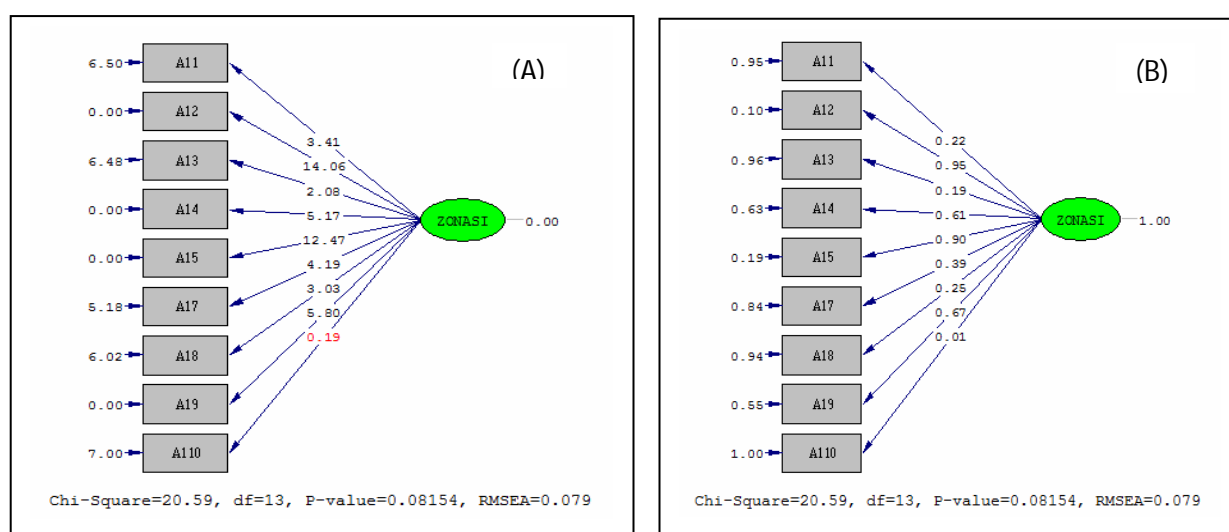 (A)
6.50 A11
0.00 A12
6.48 A13
0.00 A14
0.00 A15
5.18 A17
6.02 A18
0.00 A19
7.00 A110
3.41
14.06
2.08
5.17
12.47
4.19
3.03
5.80
0.19
ZONASI 0.00
Chi-Square=20.59, df=13, P-value=0.08154, RMSEA=0.079
(B)
0.95 A11
0.10 A12
0.96 A13
0.63 A14
0.19 A15
0.84 A17
0.94 A18
0.55 A19
1.00 A110
0.22
0.95
0.19
0.61
0.90
0.39
0.25
0.67
0.01
ZONASI 1.00
Chi-Square=20.59, df=13, P-value=0.08154, RMSEA=0.079